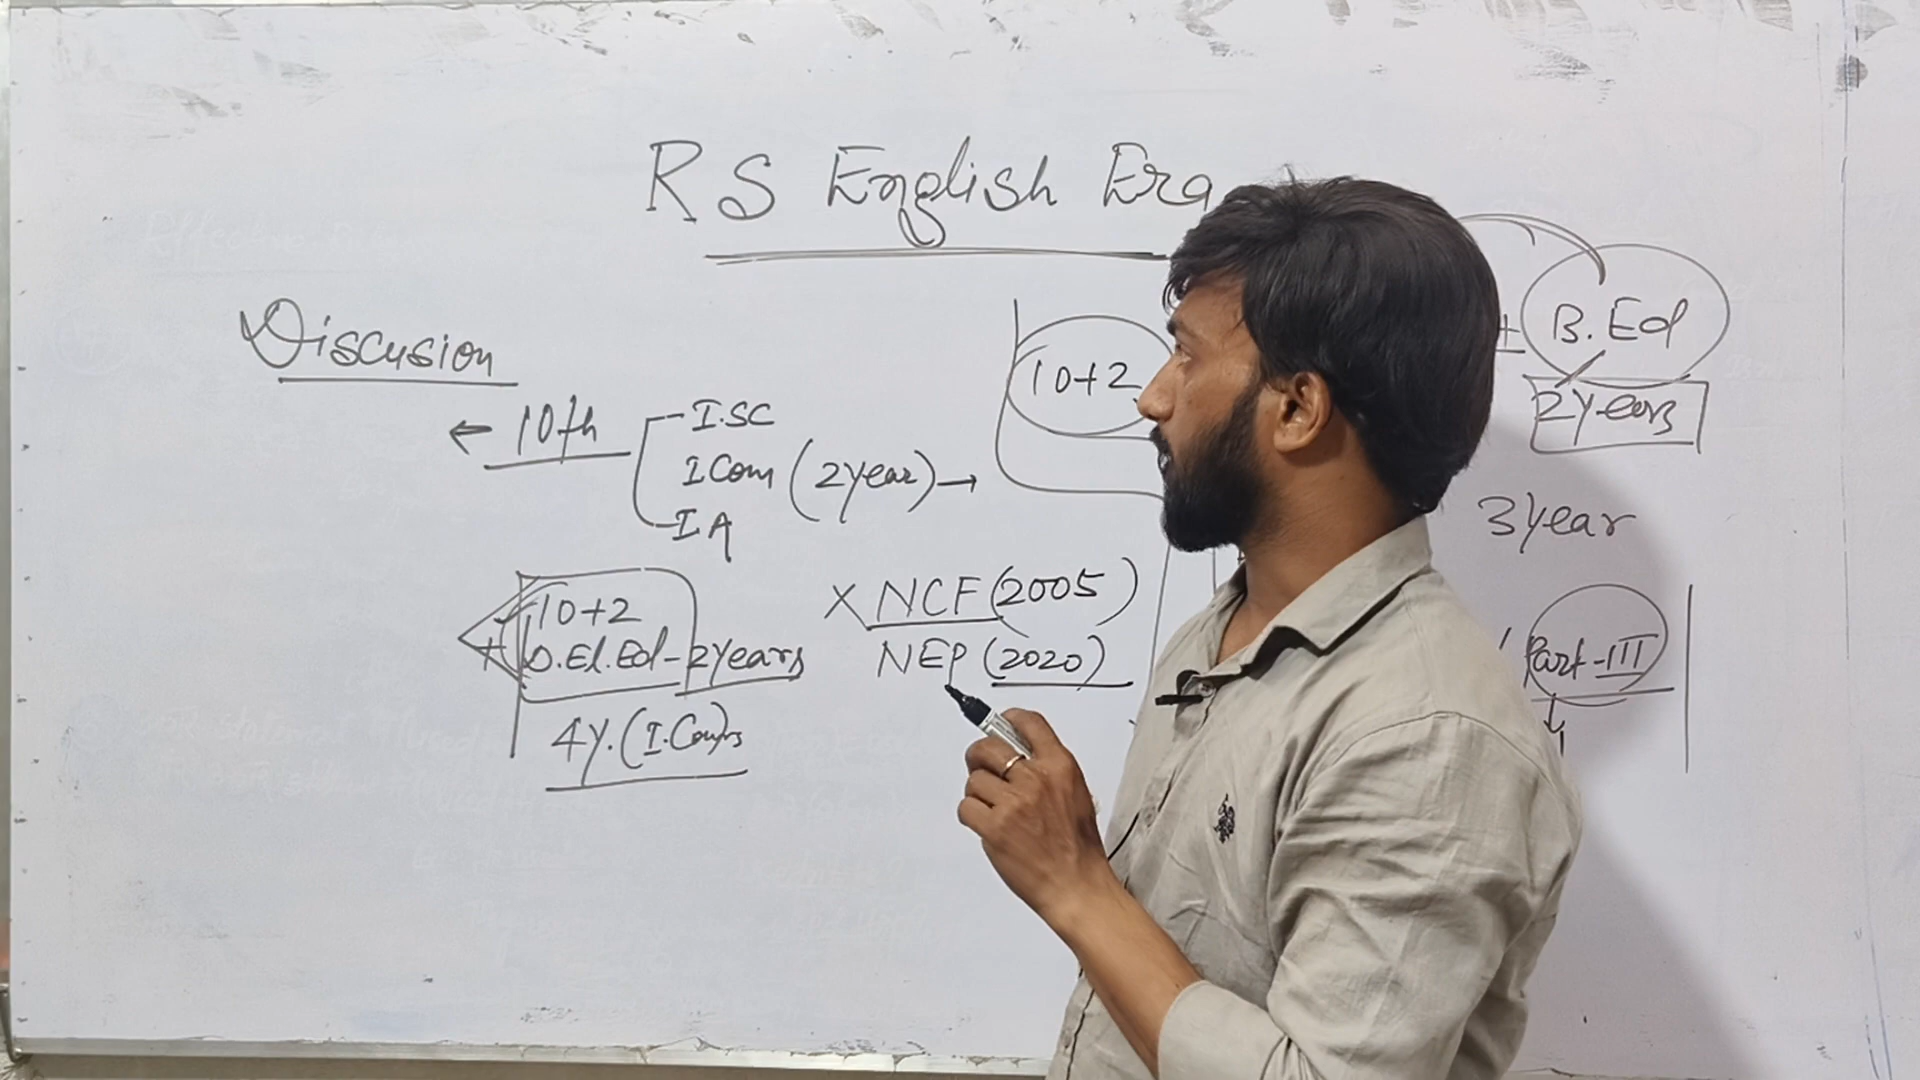 RS English Era
Discusion
← 10th
I.SC
I Com (2year) →
I A
10+2
+ B.Ed
2years
3year
10+2
+ D.El.Ed - 2years
4y. (I.Cours
X NCF (2005)
NEP (2020)
Part-III